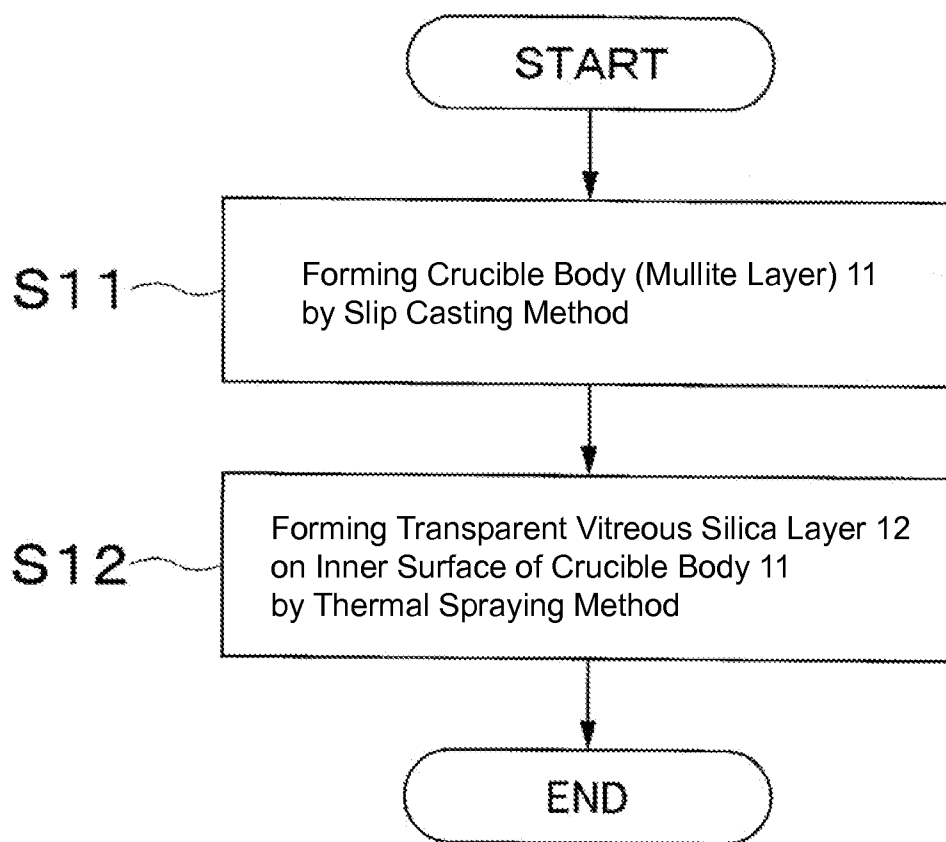 START
S11
Forming Crucible Body (Mullite Layer) 11
by Slip Casting Method
S12
Forming Transparent Vitreous Silica Layer 12
on Inner Surface of Crucible Body 11
by Thermal Spraying Method
END